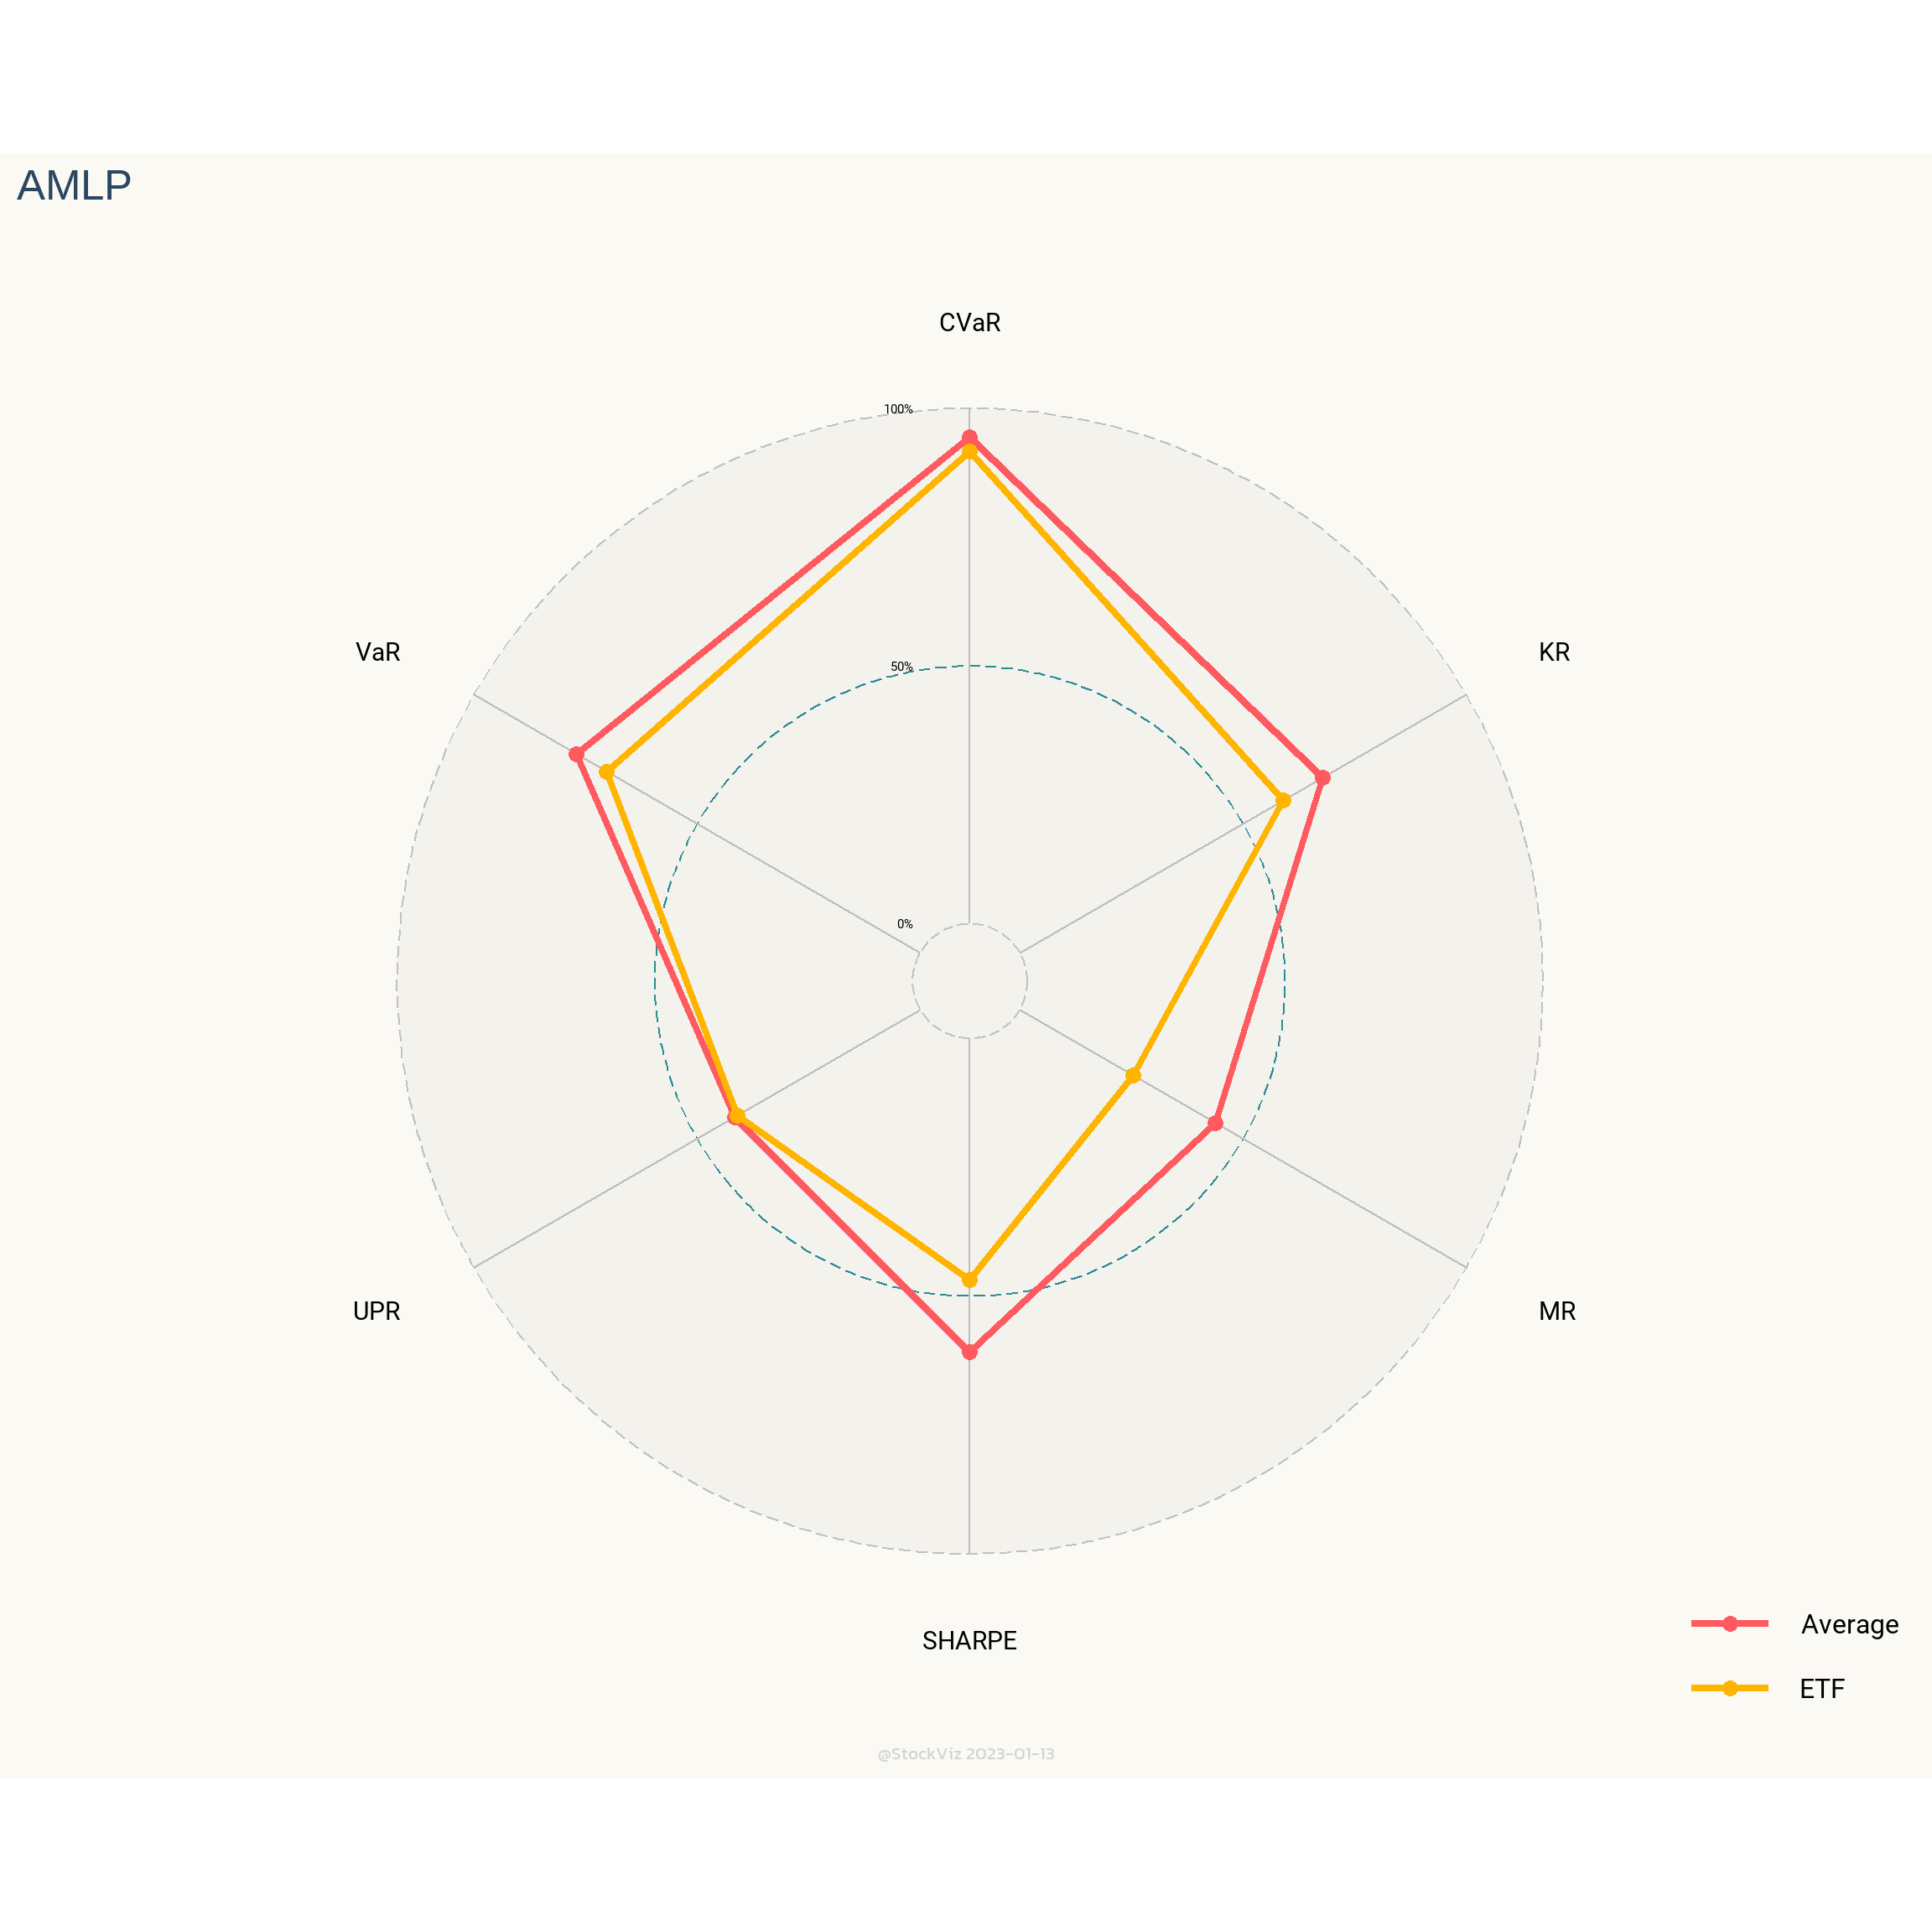 AMLP
CVaR
100%
VaR
KR
50%
0%
UPR
MR
SHARPE
Average
ETF
@StockViz 2023-01-13